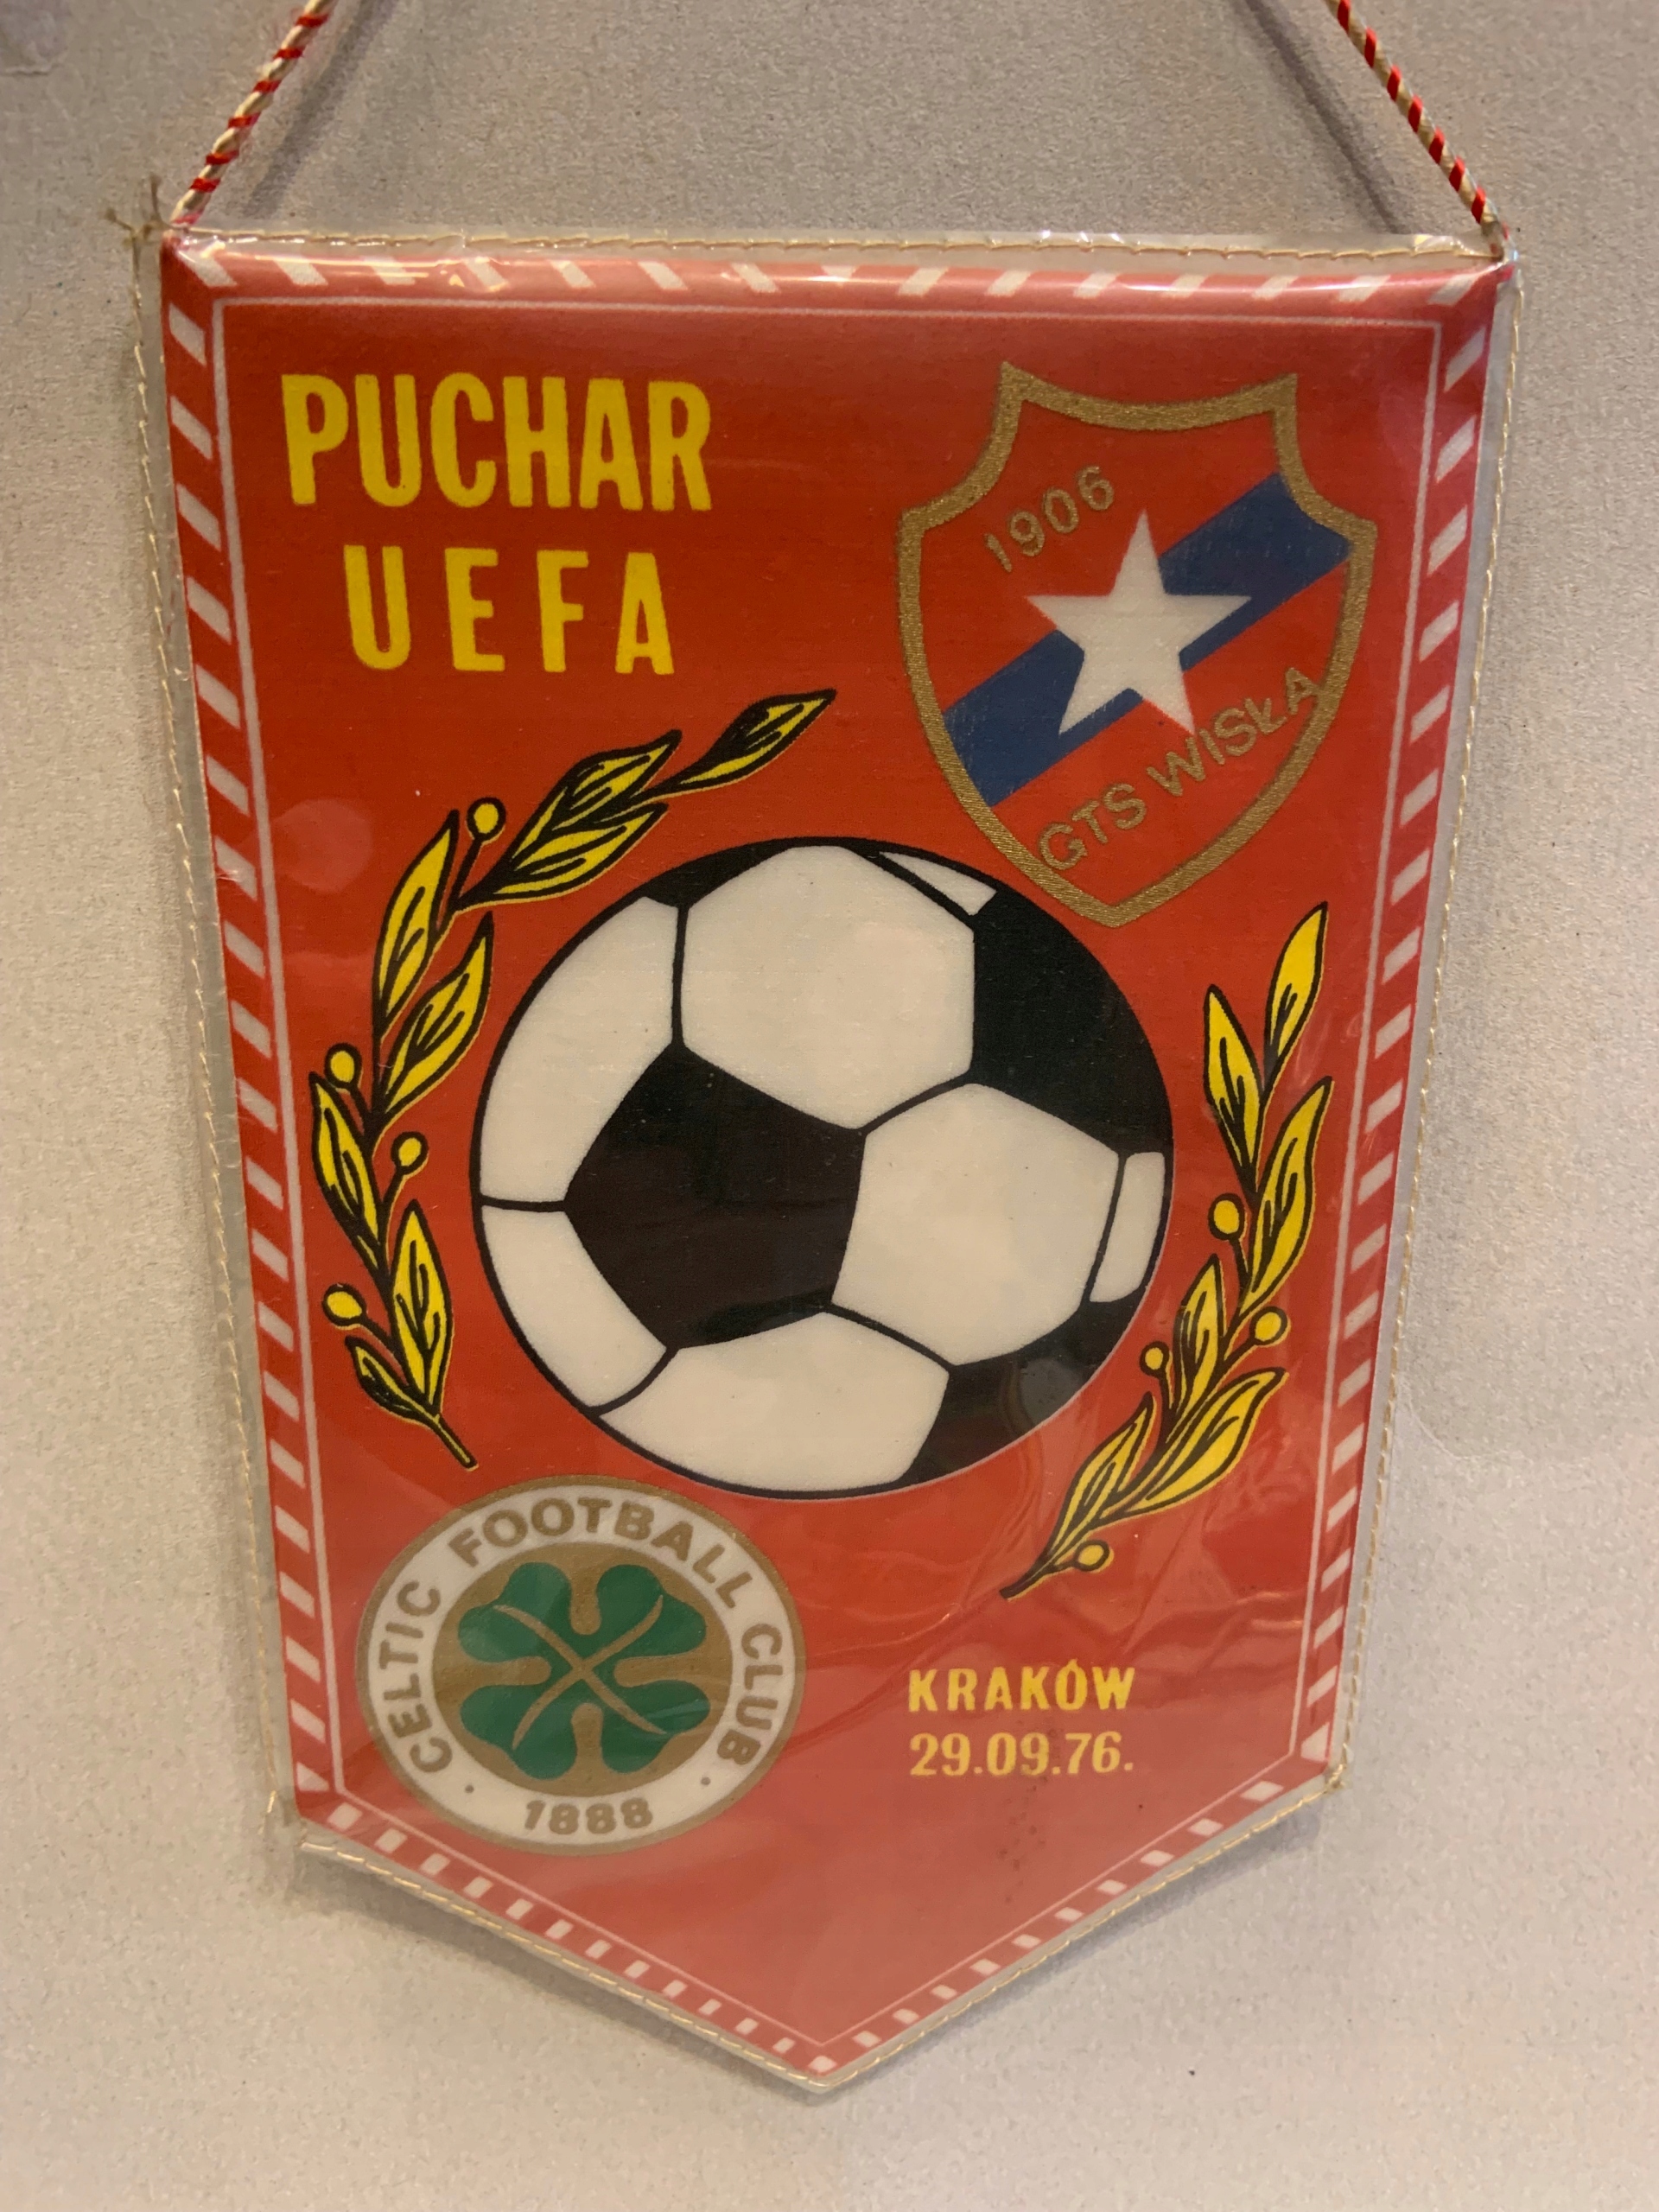 PUCHAR
UEFA
1906
GTS WISŁA
CELTIC FOOTBALL CLUB
1888
KRAKÓW
29.09.76.